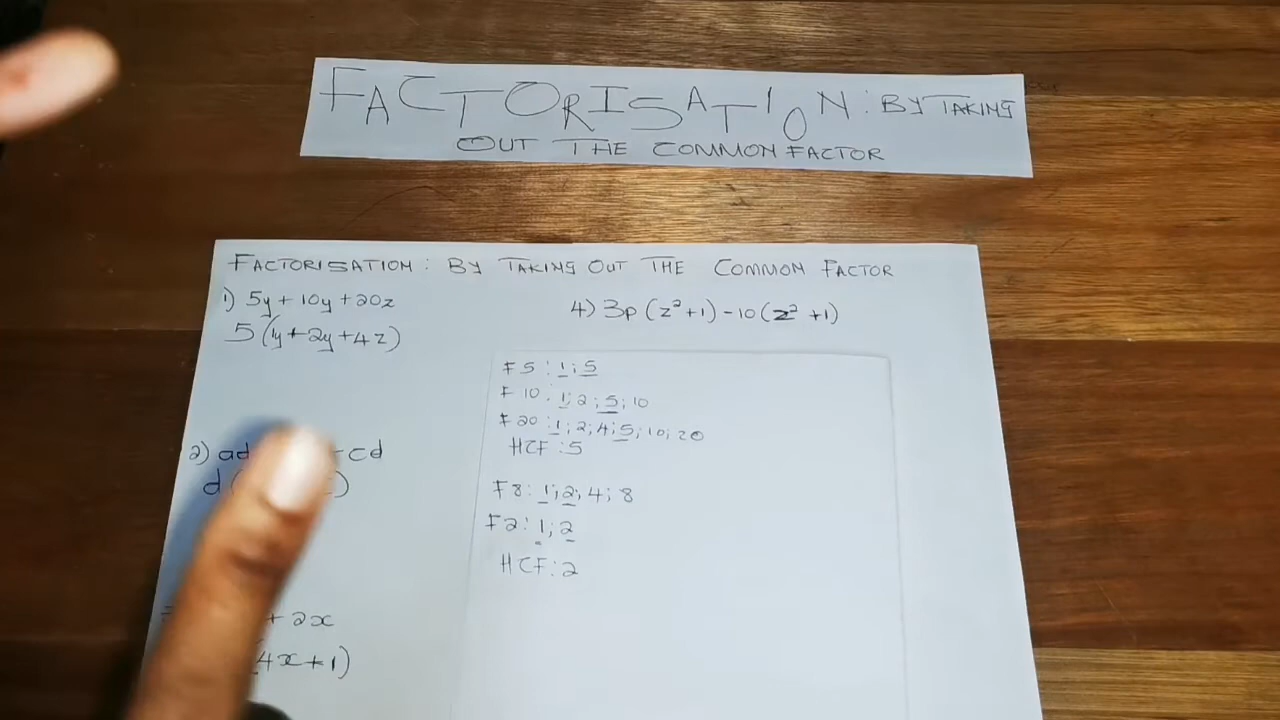 FACTORISATION: BY TAKING
OUT THE COMMON FACTOR
FACTORISATION: BY TAKING OUT THE COMMON FACTOR
1) 5y + 10y + 20z
5(1y+2y+4z)
2) ad cd
d ( )
+ 2x
4x+1)
4) 3p(z²+1)-10(z²+1)
F5: 1; 5
F10: 1; 2; 5; 10
F20: 1; 2; 4; 5; 10; 20
HCF: 5
F8: 1; 2; 4; 8
F2: 1; 2
HCF: 2